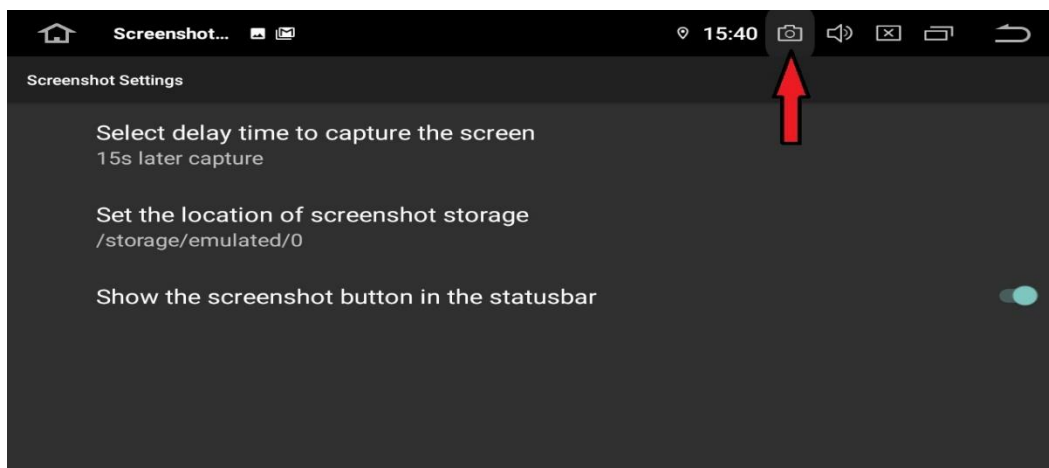 Screenshot... 15:40
Screenshot Settings
Select delay time to capture the screen
15s later capture
Set the location of screenshot storage
/storage/emulated/0
Show the screenshot button in the statusbar